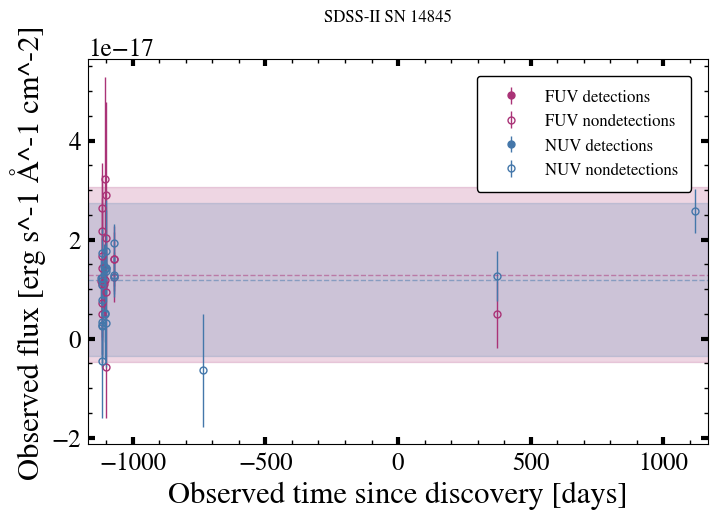 SDSS-II SN 14845
1e−17
Observed flux [erg s^-1 Å^-1 cm^-2]
4
2
0
−2
FUV detections
FUV nondetections
NUV detections
NUV nondetections
−1000 −500 0 500 1000
Observed time since discovery [days]